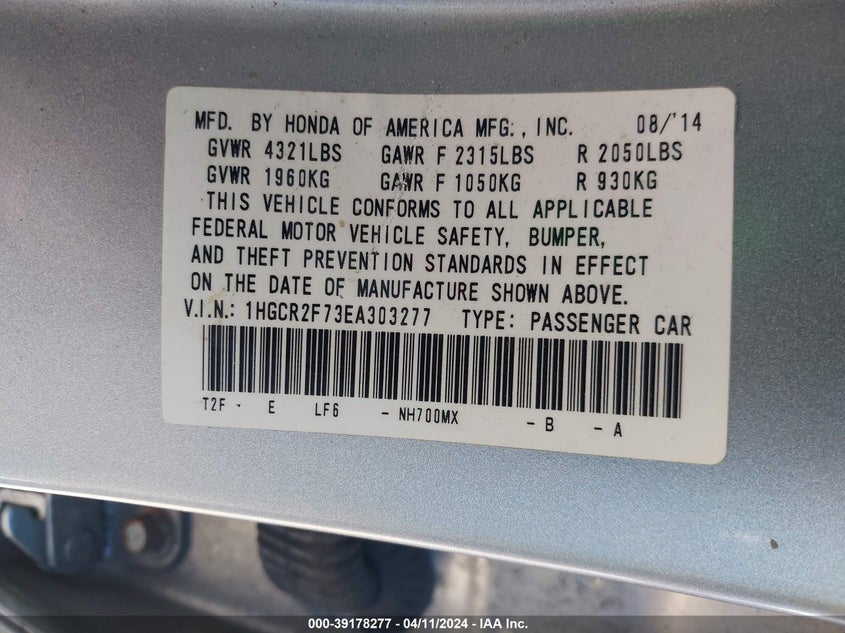 MFD. BY HONDA OF AMERICA MFG., INC. 08/'14
GVWR 4321LBS GAWR F 2315LBS R 2050LBS
GVWR 1960KG GAWR F 1050KG R 930KG
THIS VEHICLE CONFORMS TO ALL APPLICABLE
FEDERAL MOTOR VEHICLE SAFETY, BUMPER,
AND THEFT PREVENTION STANDARDS IN EFFECT
ON THE DATE OF MANUFACTURE SHOWN ABOVE.
V.I.N.: 1HGCR2F73EA303277 TYPE: PASSENGER CAR
T2F - E LF6 - NH700MX - B - A
000-39178277 - 04/11/2024 - IAA Inc.